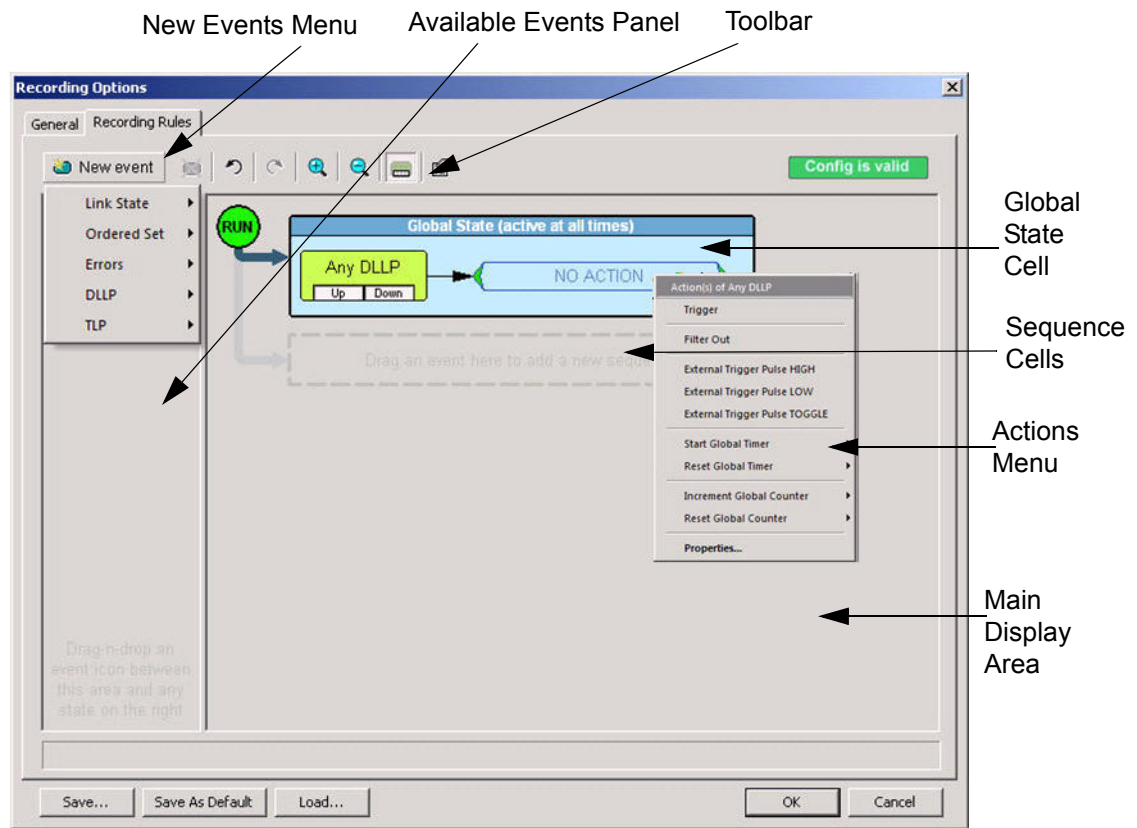 New Events Menu
Available Events Panel
Toolbar
Recording Options
General
Recording Rules
New event
Config is valid
Link State
Ordered Set
Errors
DLLP
TLP
RUN
Global State (active at all times)
Any DLLP
Up
Down
NO ACTION
Drag an event here to add a new
Action(s) of Any DLLP
Trigger
Filter Out
External Trigger Pulse HIGH
External Trigger Pulse LOW
External Trigger Pulse TOGGLE
Start Global Timer
Reset Global Timer
Increment Global Counter
Reset Global Counter
Properties...
Global
State
Cell
Sequence
Cells
Actions
Menu
Main
Display
Area
Drag-n-drop an
event icon between
this area and any
state on the right
Save...
Save As Default
Load...
OK
Cancel